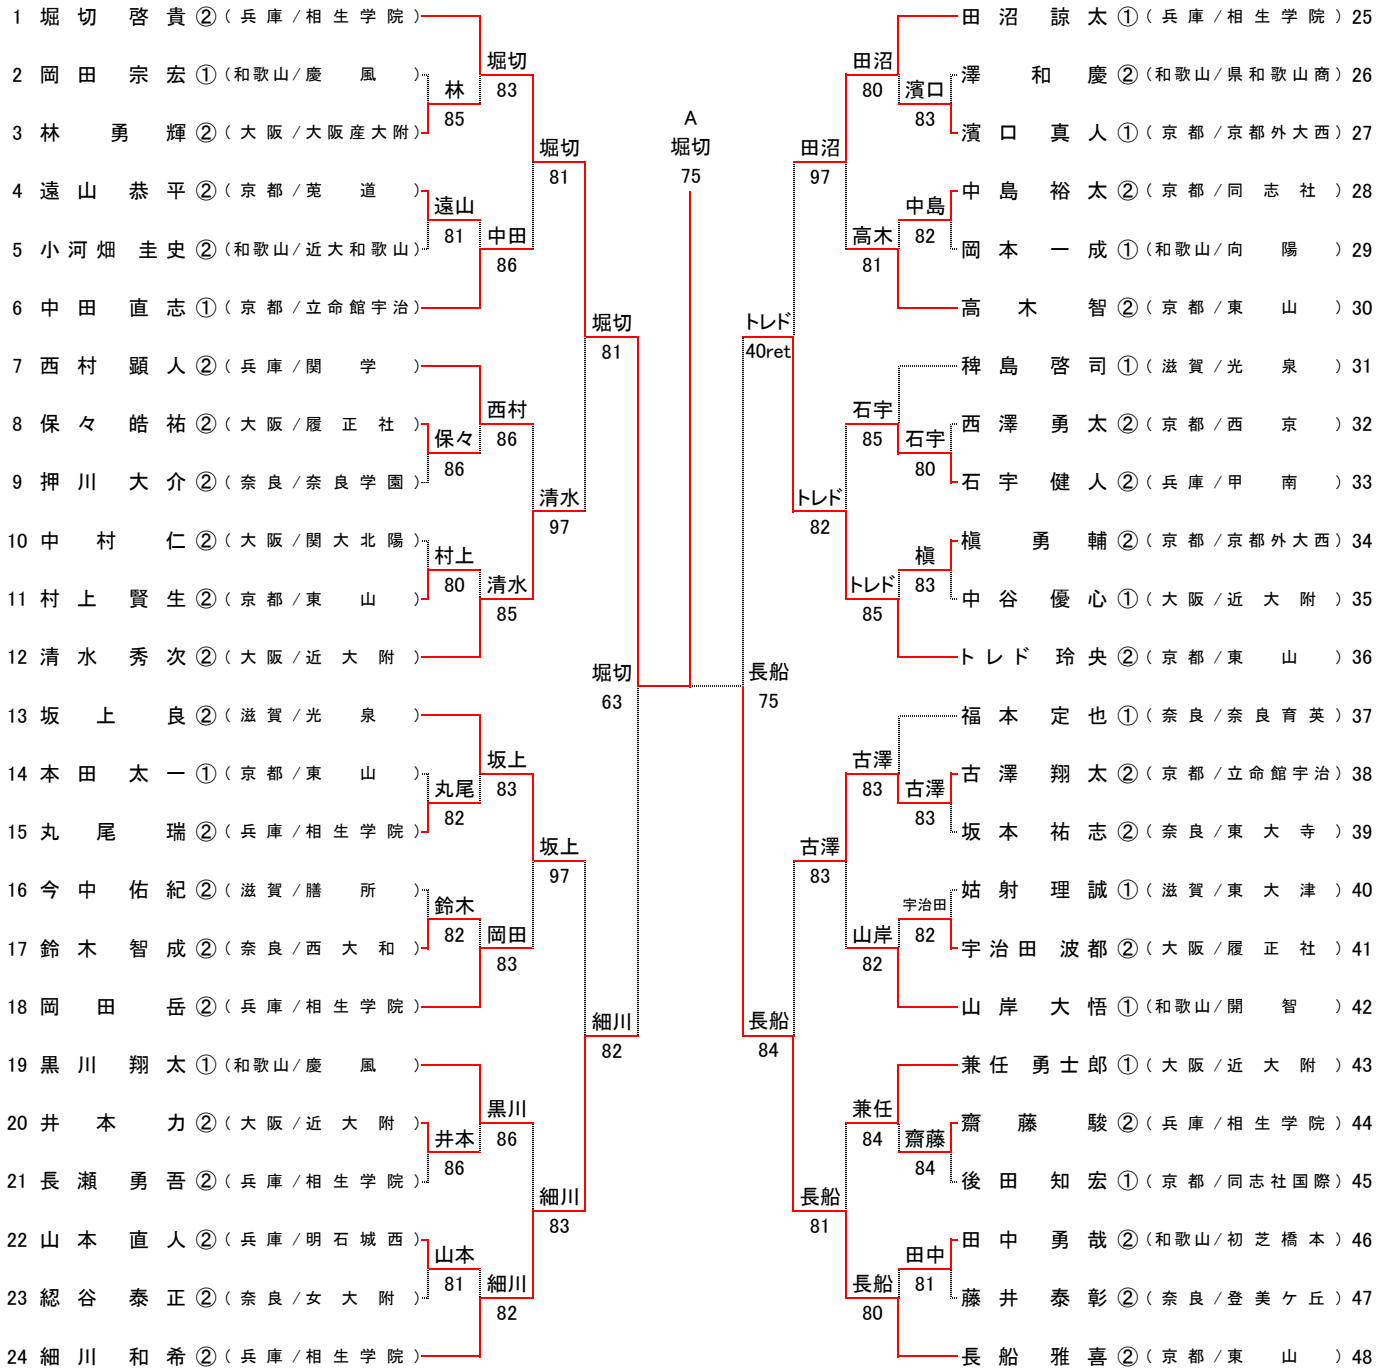 1 堀切 啓貴 ② (兵庫/相生学院)
2 岡田 宗宏 ① (和歌山/慶風)
3 林 勇輝 ② (大阪/大阪産大附)
4 遠山 恭平 ② (京都/莵道)
5 小河畑 圭史 ② (和歌山/近大和歌山)
6 中田 直志 ① (京都/立命館宇治)
7 西村 顕人 ② (兵庫/関学)
8 保々 皓祐 ② (大阪/履正社)
9 押川 大介 ② (奈良/奈良学園)
10 中村 仁 ② (大阪/関大北陽)
11 村上 賢生 ② (京都/東山)
12 清水 秀次 ② (大阪/近大附)
13 坂上 良 ② (滋賀/光泉)
14 本田 太一 ① (京都/東山)
15 丸尾 瑞 ② (兵庫/相生学院)
16 今中 佑紀 ② (滋賀/膳所)
17 鈴木 智成 ② (奈良/西大和)
18 岡田 岳 ② (兵庫/相生学院)
19 黒川 翔太 ① (和歌山/慶風)
20 井本 力 ② (大阪/近大附)
21 長瀬 勇吾 ② (兵庫/相生学院)
22 山本 直人 ② (兵庫/明石城西)
23 綛谷 泰正 ② (奈良/女大附)
24 細川 和希 ② (兵庫/相生学院)
林
85
遠山
81
保々
86
村上
80
丸尾
82
鈴木
82
井本
86
山本
81
堀切
83
中田
86
西村
86
清水
85
坂上
83
岡田
83
黒川
86
細川
82
堀切
81
清水
97
坂上
97
細川
83
堀切
81
細川
82
堀切
63
A
堀切
75
長船
75
トレド
40ret
長船
84
田沼
97
トレド
82
古澤
83
長船
81
田沼
80
高木
81
石宇
85
トレド
85
古澤
83
山岸
82
兼任
84
長船
80
濱口
83
中島
82
石宇
80
槇
83
古澤
83
宇治田
82
齋藤
84
田中
81
田沼 諒太 ① (兵庫/相生学院) 25
澤 和慶 ② (和歌山/県和歌山商) 26
濱口 真人 ① (京都/京都外大西) 27
中島 裕太 ② (京都/同志社) 28
岡本 一成 ① (和歌山/向陽) 29
高木 智 ② (京都/東山) 30
稗島 啓司 ① (滋賀/光泉) 31
西澤 勇太 ② (京都/西京) 32
石宇 健人 ② (兵庫/甲南) 33
槇 勇輔 ② (京都/京都外大西) 34
中谷 優心 ① (大阪/近大附) 35
トレド 玲央 ② (京都/東山) 36
福本 定也 ① (奈良/奈良育英) 37
古澤 翔太 ② (京都/立命館宇治) 38
坂本 祐志 ② (奈良/東大寺) 39
姑射 理誠 ① (滋賀/東大津) 40
宇治田 波都 ② (大阪/履正社) 41
山岸 大悟 ① (和歌山/開智) 42
兼任 勇士郎 ① (大阪/近大附) 43
齋藤 駿 ② (兵庫/相生学院) 44
後田 知宏 ① (京都/同志社国際) 45
田中 勇哉 ② (和歌山/初芝橋本) 46
藤井 泰彰 ② (奈良/登美ケ丘) 47
長船 雅喜 ② (京都/東山) 48